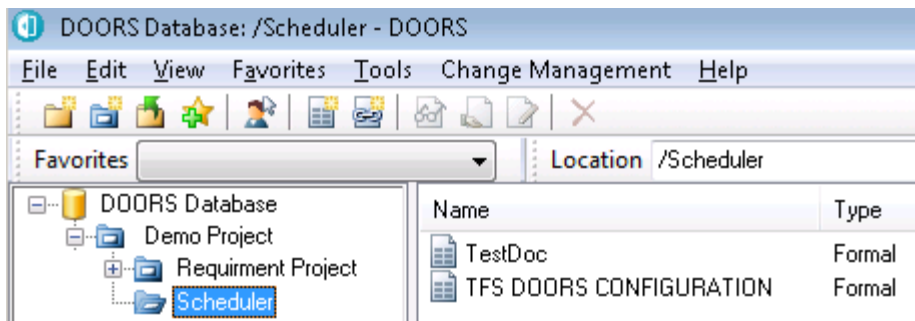 DOORS Database: /Scheduler - DOORS
File Edit View Favorites Tools Change Management Help
Favorites Location /Scheduler
DOORS Database
Demo Project
Requirment Project
Scheduler
Name Type
TestDoc Formal
TFS DOORS CONFIGURATION Formal